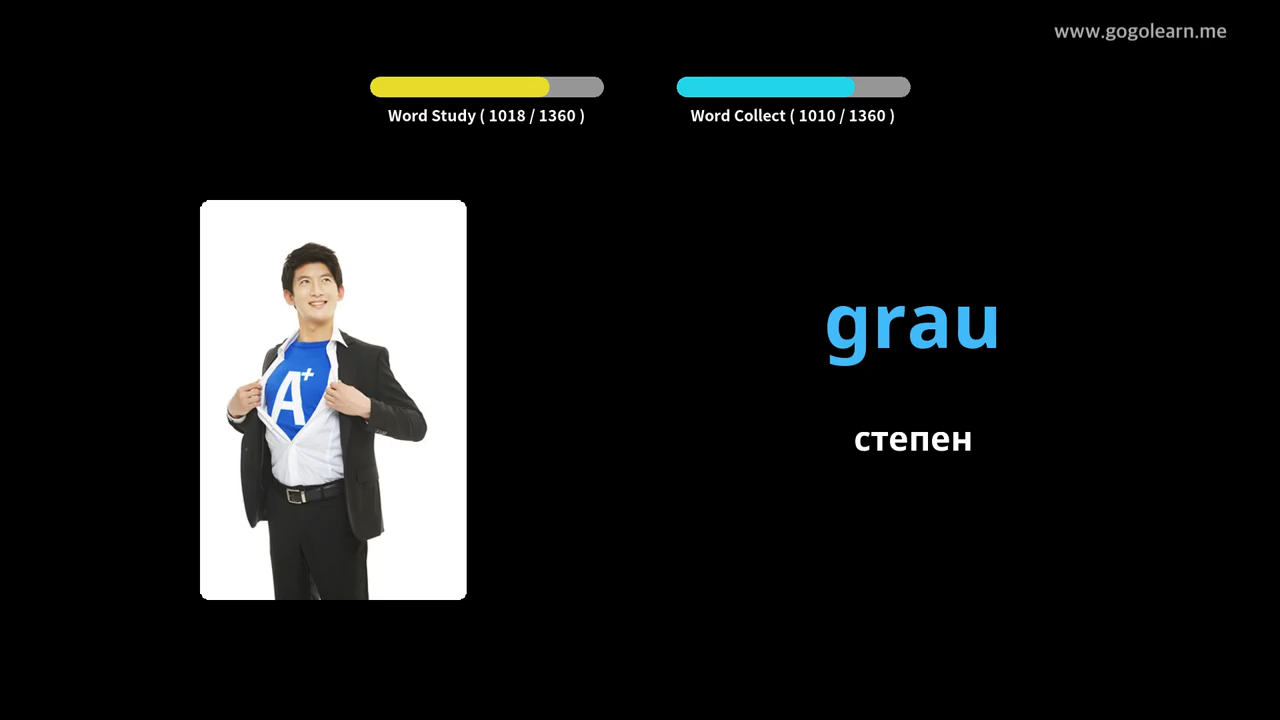 www.gogolearn.me
Word Study ( 1018 / 1360 )
Word Collect ( 1010 / 1360 )
A+
grau
степен